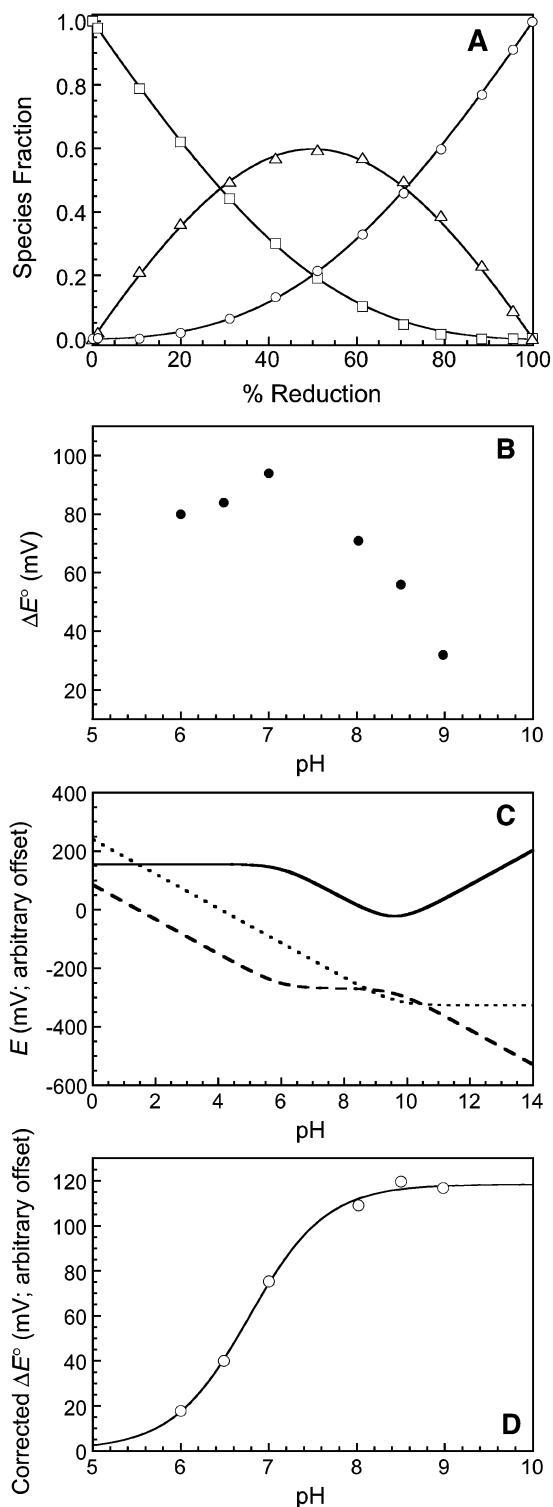 A
Species Fraction
1.0
0.8
0.6
0.4
0.2
0.0
0 20 40 60 80 100
% Reduction
B
ΔE° (mV)
100
80
60
40
20
5 6 7 8 9 10
pH
C
E (mV; arbitrary offset)
400
200
0
-200
-400
-600
0 2 4 6 8 10 12 14
pH
Corrected ΔE° (mV; arbitrary offset)
120
100
80
60
40
20
0
D
5 6 7 8 9 10
pH